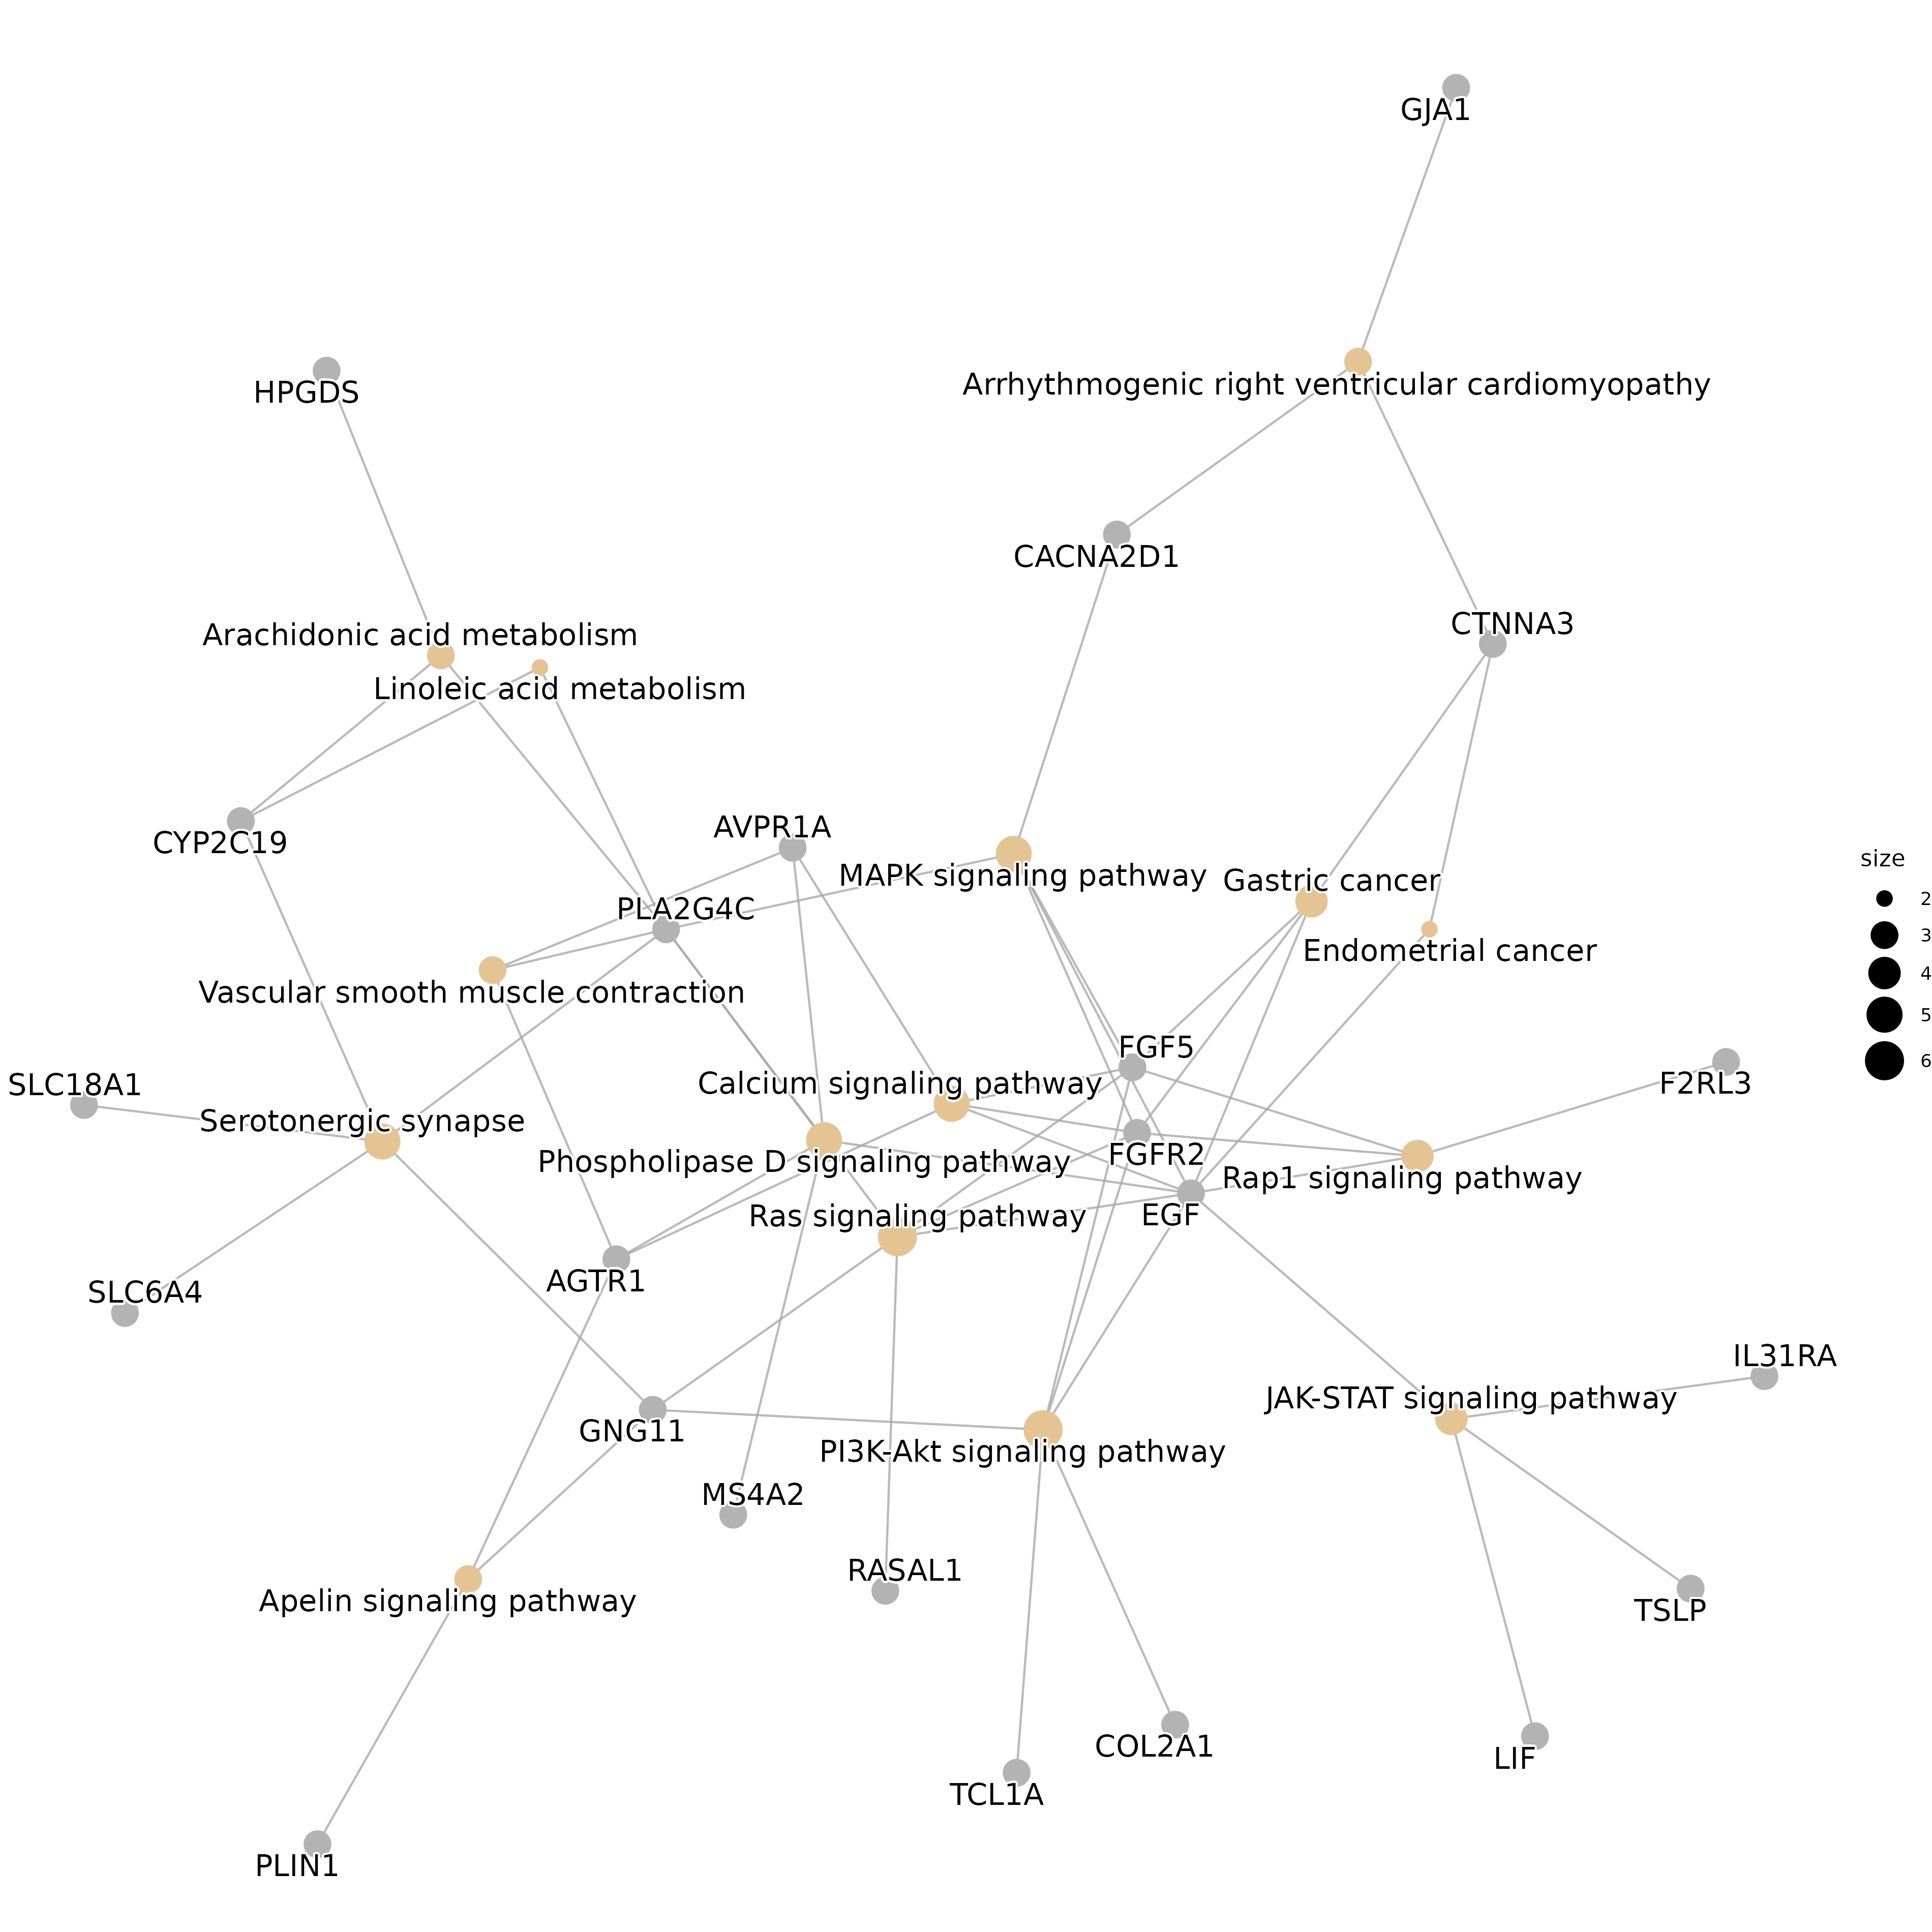 GJA1
Arrhythmogenic right ventricular cardiomyopathy
HPGDS
CACNA2D1
CTNNA3
Arachidonic acid metabolism
Linoleic acid metabolism
CYP2C19
AVPR1A
MAPK signaling pathway
Gastric cancer
size
2
3
4
5
6
PLA2G4C
Endometrial cancer
Vascular smooth muscle contraction
FGF5
SLC18A1
Calcium signaling pathway
F2RL3
Serotonergic synapse
FGFR2
Phospholipase D signaling pathway
Rap1 signaling pathway
Ras signaling pathway
EGF
AGTR1
SLC6A4
IL31RA
JAK-STAT signaling pathway
GNG11
PI3K-Akt signaling pathway
MS4A2
RASAL1
Apelin signaling pathway
TSLP
COL2A1
LIF
TCL1A
PLIN1